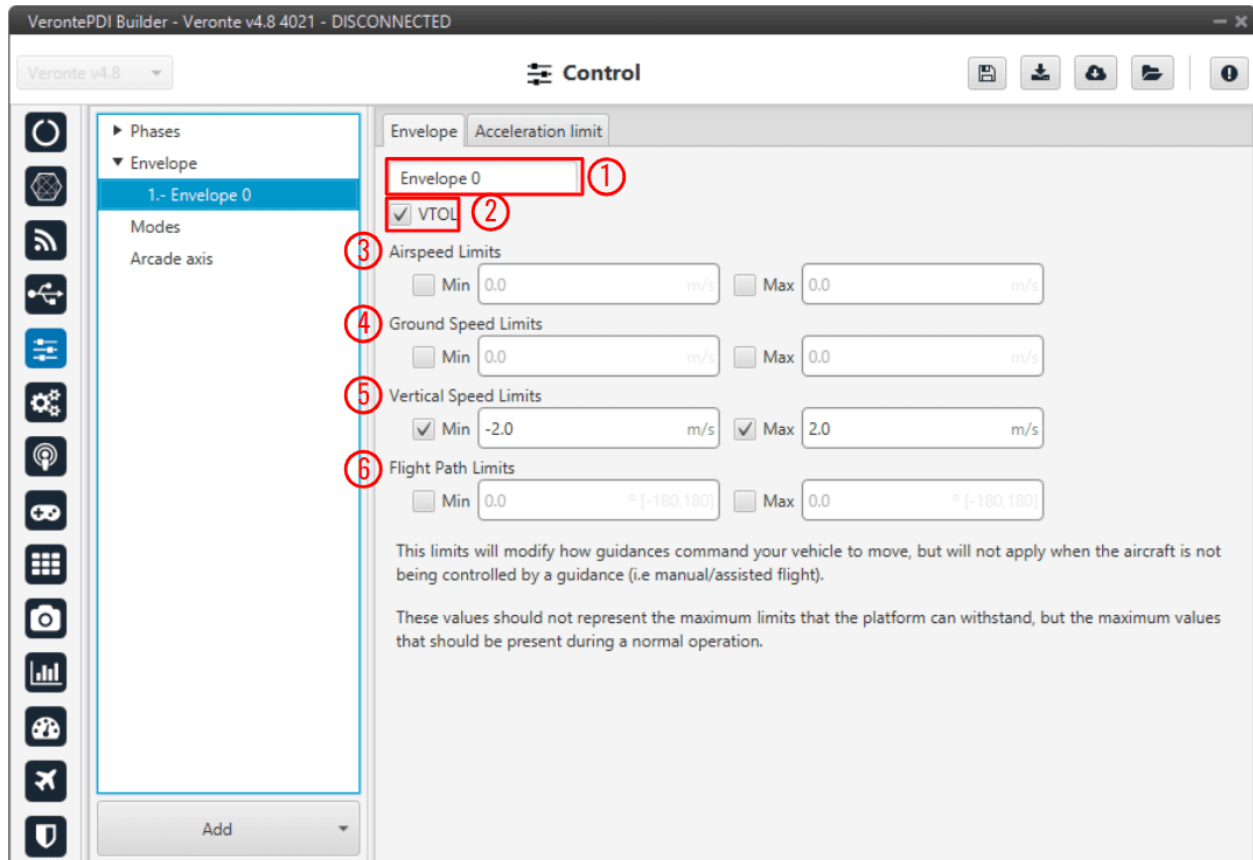 VerontePDI Builder - Veronte v4.8 4021 - DISCONNECTED
Veronte v4.8
Control
Phases
Envelope
1.- Envelope 0
Modes
Arcade axis
Add
Envelope
Acceleration limit
Envelope 0
1
VTOL
2
3
Airspeed Limits
Min 0.0 m/s
Max 0.0 m/s
4
Ground Speed Limits
Min 0.0 m/s
Max 0.0 m/s
5
Vertical Speed Limits
Min -2.0 m/s
Max 2.0 m/s
6
Flight Path Limits
Min 0.0 º [-180,180]
Max 0.0 º [-180,180]
This limits will modify how guidances command your vehicle to move, but will not apply when the aircraft is not
being controlled by a guidance (i.e manual/assisted flight).
These values should not represent the maximum limits that the platform can withstand, but the maximum values
that should be present during a normal operation.